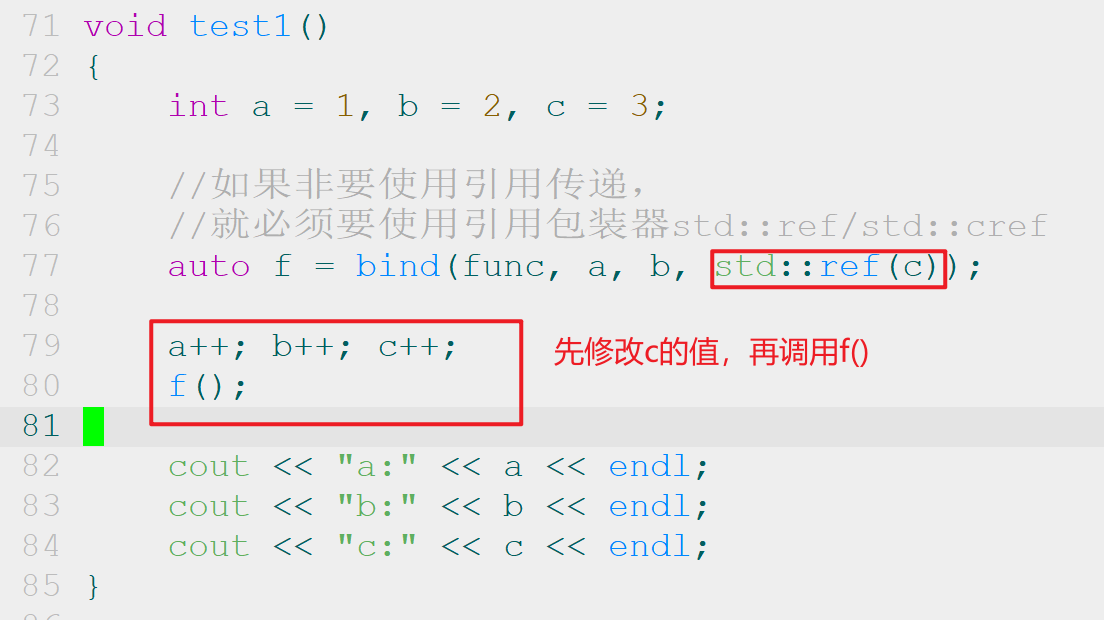 71 void test1()
72 {
73 int a = 1, b = 2, c = 3;
74
75 //如果非要使用引用传递，
76 //就必须要使用引用包装器std::ref/std::cref
77 auto f = bind(func, a, b, std::ref(c));
78
79 a++; b++; c++; 先修改c的值，再调用f()
80 f();
81
82 cout << "a:" << a << endl;
83 cout << "b:" << b << endl;
84 cout << "c:" << c << endl;
85 }